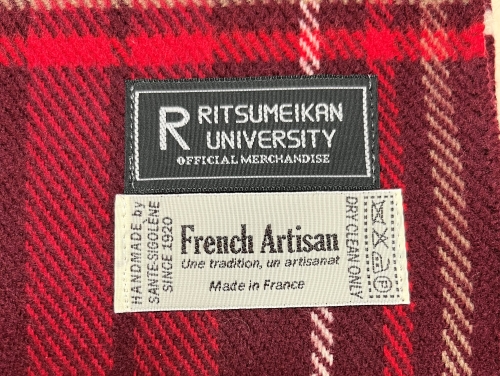 R
RITSUMEIKAN
UNIVERSITY
OFFICIAL MERCHANDISE
HANDMADE by
SANTE-SIGOLENE
SINCE 1920
French Artisan
Une tradition, un artisanat
Made in France
DRY CLEAN ONLY